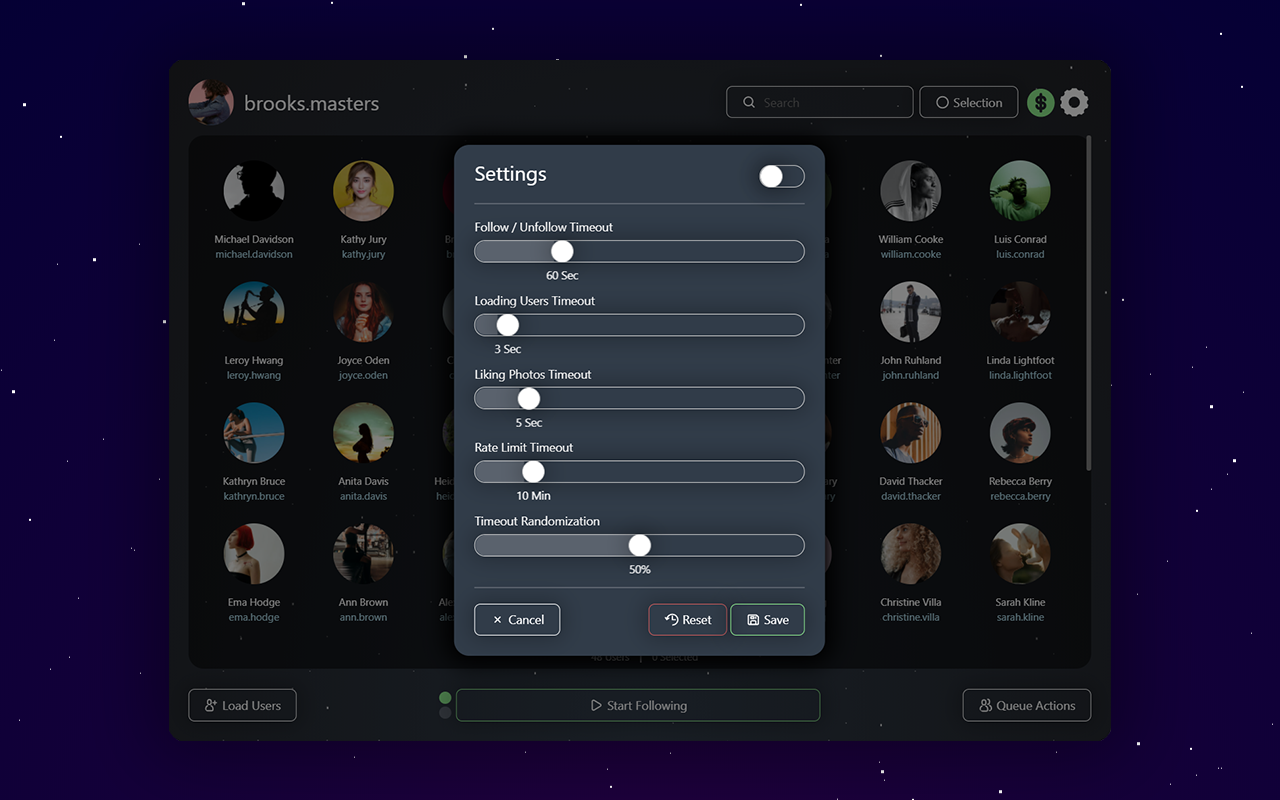 brooks.masters
Search
Selection
Settings
Follow / Unfollow Timeout
60 Sec
Loading Users Timeout
3 Sec
Liking Photos Timeout
5 Sec
Rate Limit Timeout
10 Min
Timeout Randomization
50%
Cancel
Reset
Save
Michael Davidson
michael.davidson
Kathy Jury
kathy.jury
William Cooke
william.cooke
Luis Conrad
luis.conrad
Leroy Hwang
leroy.hwang
Joyce Oden
joyce.oden
John Ruhland
john.ruhland
Linda Lightfoot
linda.lightfoot
Kathryn Bruce
kathryn.bruce
Anita Davis
anita.davis
David Thacker
david.thacker
Rebecca Berry
rebecca.berry
Ema Hodge
ema.hodge
Ann Brown
ann.brown
Christine Villa
christine.villa
Sarah Kline
sarah.kline
48 Users | 0 Selected
Load Users
Start Following
Queue Actions